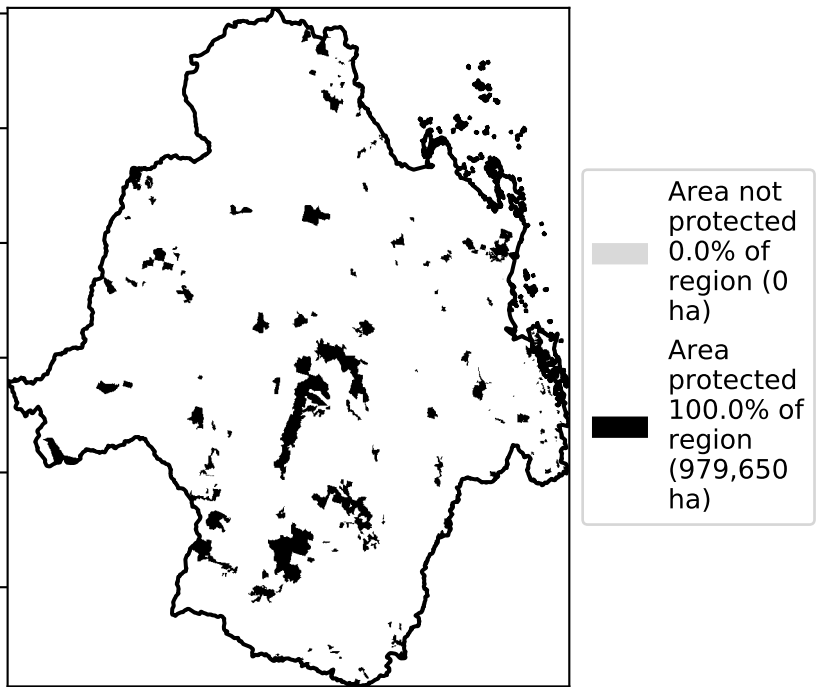 Area not
protected
0.0% of
region (0
ha)
Area
protected
100.0% of
region
(979,650
ha)